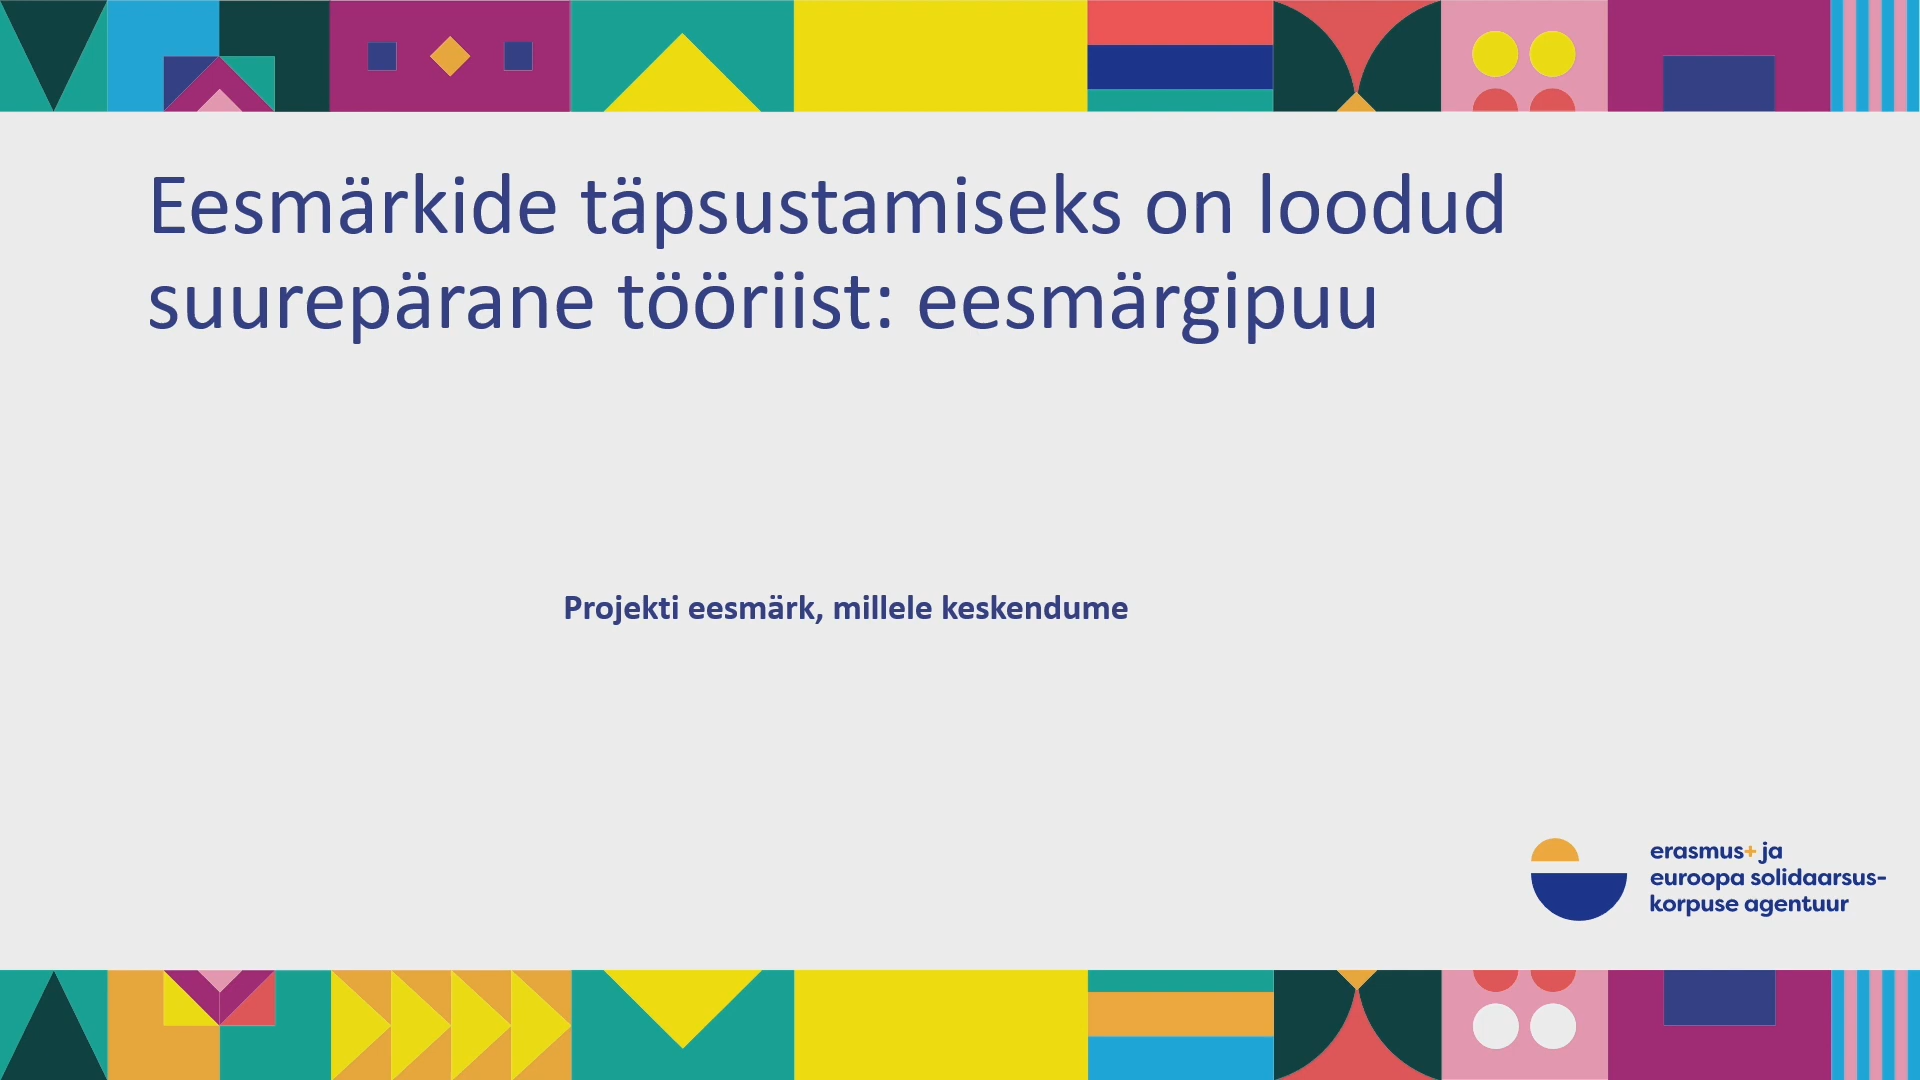 Eesmärkide täpsustamiseks on loodud
suurepärane tööriist: eesmärgipuu
Projekti eesmärk, millele keskendume
erasmus+ ja
euroopa solidaarsus-
korpuse agentuur